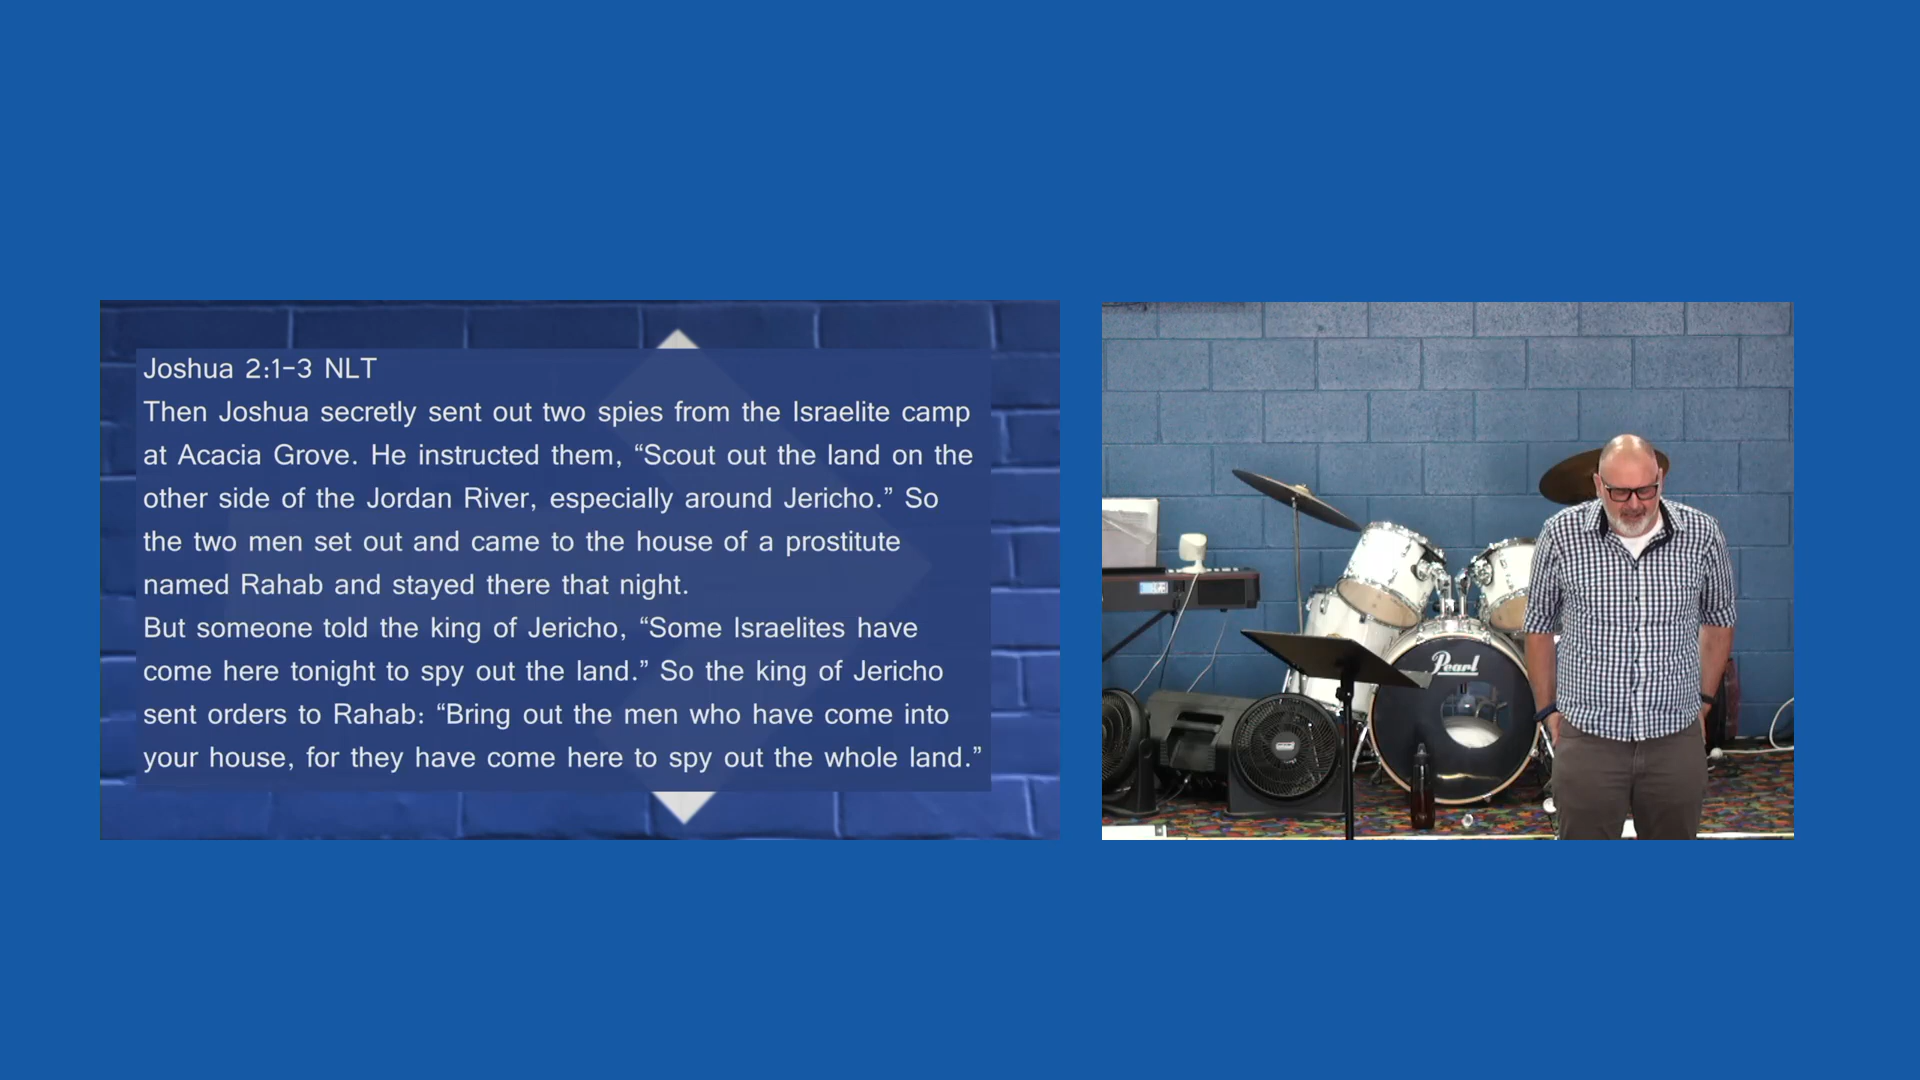 Joshua 2:1–3 NLT
Then Joshua secretly sent out two spies from the Israelite camp
at Acacia Grove. He instructed them, “Scout out the land on the
other side of the Jordan River, especially around Jericho.” So
the two men set out and came to the house of a prostitute
named Rahab and stayed there that night.
But someone told the king of Jericho, “Some Israelites have
come here tonight to spy out the land.” So the king of Jericho
sent orders to Rahab: “Bring out the men who have come into
your house, for they have come here to spy out the whole land.”
Pearl